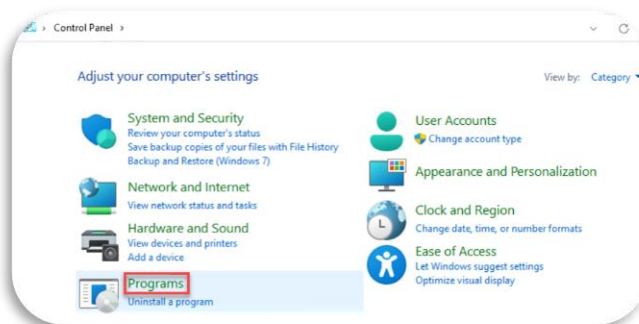 Control Panel
Adjust your computer's settings
View by: Category
System and Security
Review your computer's status
Save backup copies of your files with File History
Backup and Restore (Windows 7)
Network and Internet
View network status and tasks
Hardware and Sound
View devices and printers
Add a device
Programs
Uninstall a program
User Accounts
Change account type
Appearance and Personalization
Clock and Region
Change date, time, or number formats
Ease of Access
Let Windows suggest settings
Optimize visual display